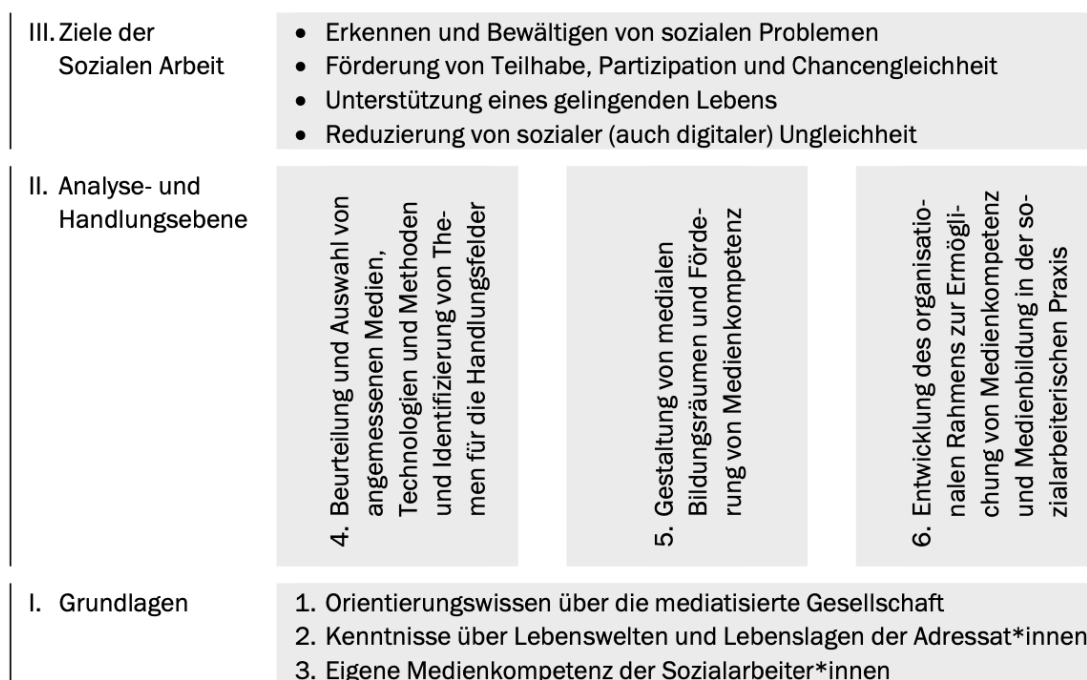 III. Ziele der
Sozialen Arbeit
• Erkennen und Bewältigen von sozialen Problemen
• Förderung von Teilhabe, Partizipation und Chancengleichheit
• Unterstützung eines gelingenden Lebens
• Reduzierung von sozialer (auch digitaler) Ungleichheit
II. Analyse- und
Handlungsebene
4. Beurteilung und Auswahl von
angemessenen Medien,
Technologien und Methoden
und Identifizierung von The-
men für die Handlungsfelder
5. Gestaltung von medialen
Bildungsräumen und Förde-
rung von Medienkompetenz
6. Entwicklung des organisatio-
nalen Rahmens zur Ermögli-
chung von Medienkompetenz
und Medienbildung in der so-
zialarbeiterischen Praxis
I. Grundlagen
1. Orientierungswissen über die mediatisierte Gesellschaft
2. Kenntnisse über Lebenswelten und Lebenslagen der Adressat*innen
3. Eigene Medienkompetenz der Sozialarbeiter*innen